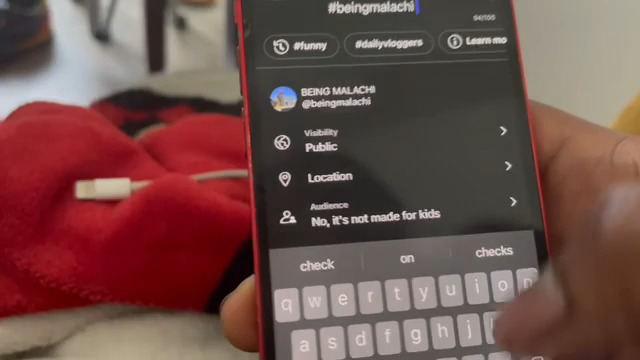 #beingmalachi
94/100
#funny #dailyvloggers Learn mo
BEING MALACHI
@beingmalachi
Visibility
Public
Location
Audience
No, it's not made for kids
check on checks
q w e r t y u i o p
a s d f g h j